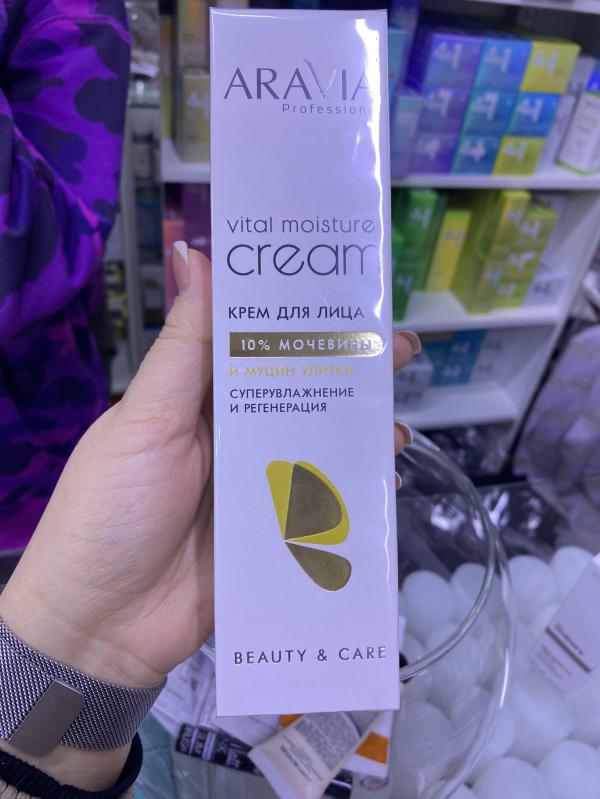 ARAVIA
Professional
vital moisture
cream
КРЕМ ДЛЯ ЛИЦА
10% МОЧЕВИНЫ
И МУЦИН УЛИТКИ
СУПЕРУВЛАЖНЕНИЕ
И РЕГЕНЕРАЦИЯ
BEAUTY & CARE